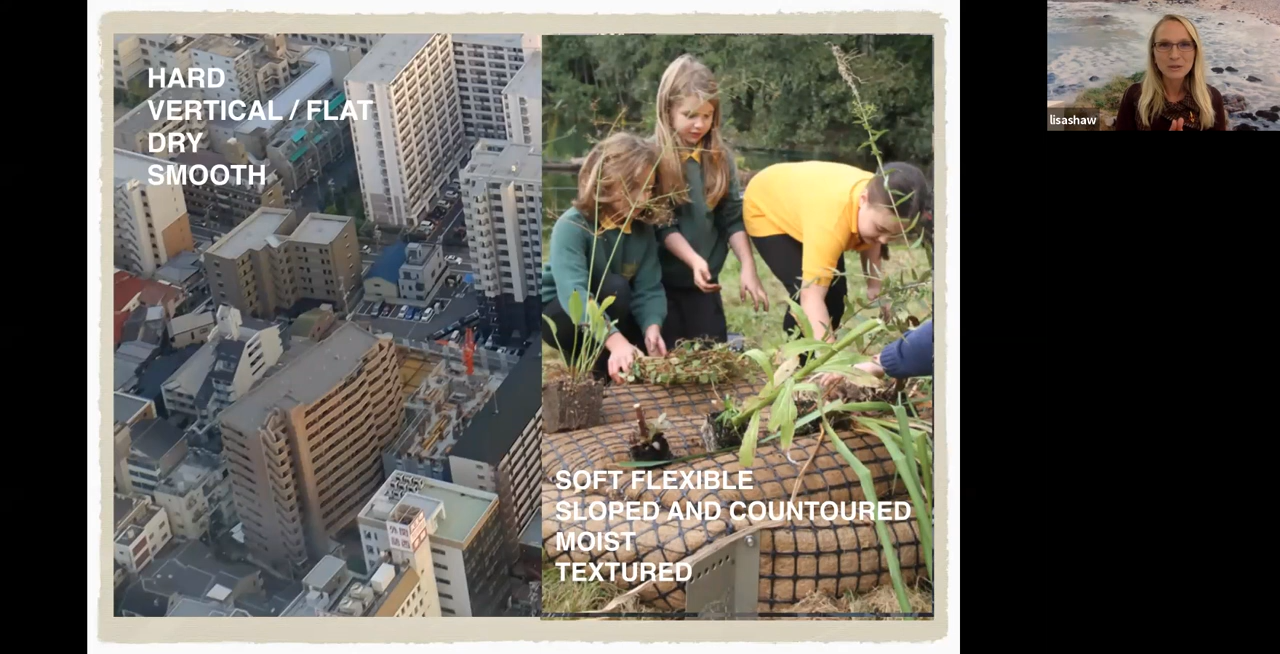 HARD
VERTICAL / FLAT
DRY
SMOOTH
SOFT FLEXIBLE
SLOPED AND COUNTOURED
MOIST
TEXTURED
lisashaw